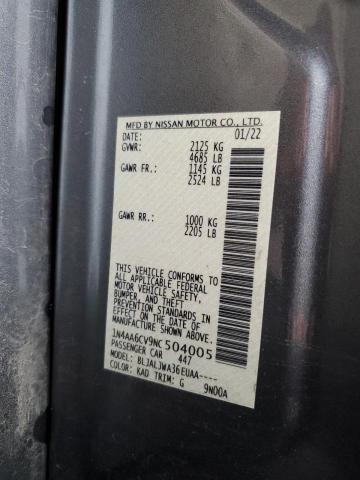 MFD BY NISSAN MOTOR CO., LTD.
DATE: 01/22
GVWR: 2125 KG
4685 LB
GAWR FR.: 1145 KG
2524 LB
GAWR RR.: 1000 KG
2205 LB
THIS VEHICLE CONFORMS TO
ALL APPLICABLE FEDERAL
MOTOR VEHICLE SAFETY,
BUMPER, AND THEFT
PREVENTION STANDARDS IN
EFFECT ON THE DATE OF
MANUFACTURE SHOWN ABOVE.
1N4AA6CV9NC504005
PASSENGER CAR 447
MODEL: BLJALJWA36EUAA----
COLOR: KAD TRIM: G 9N00A